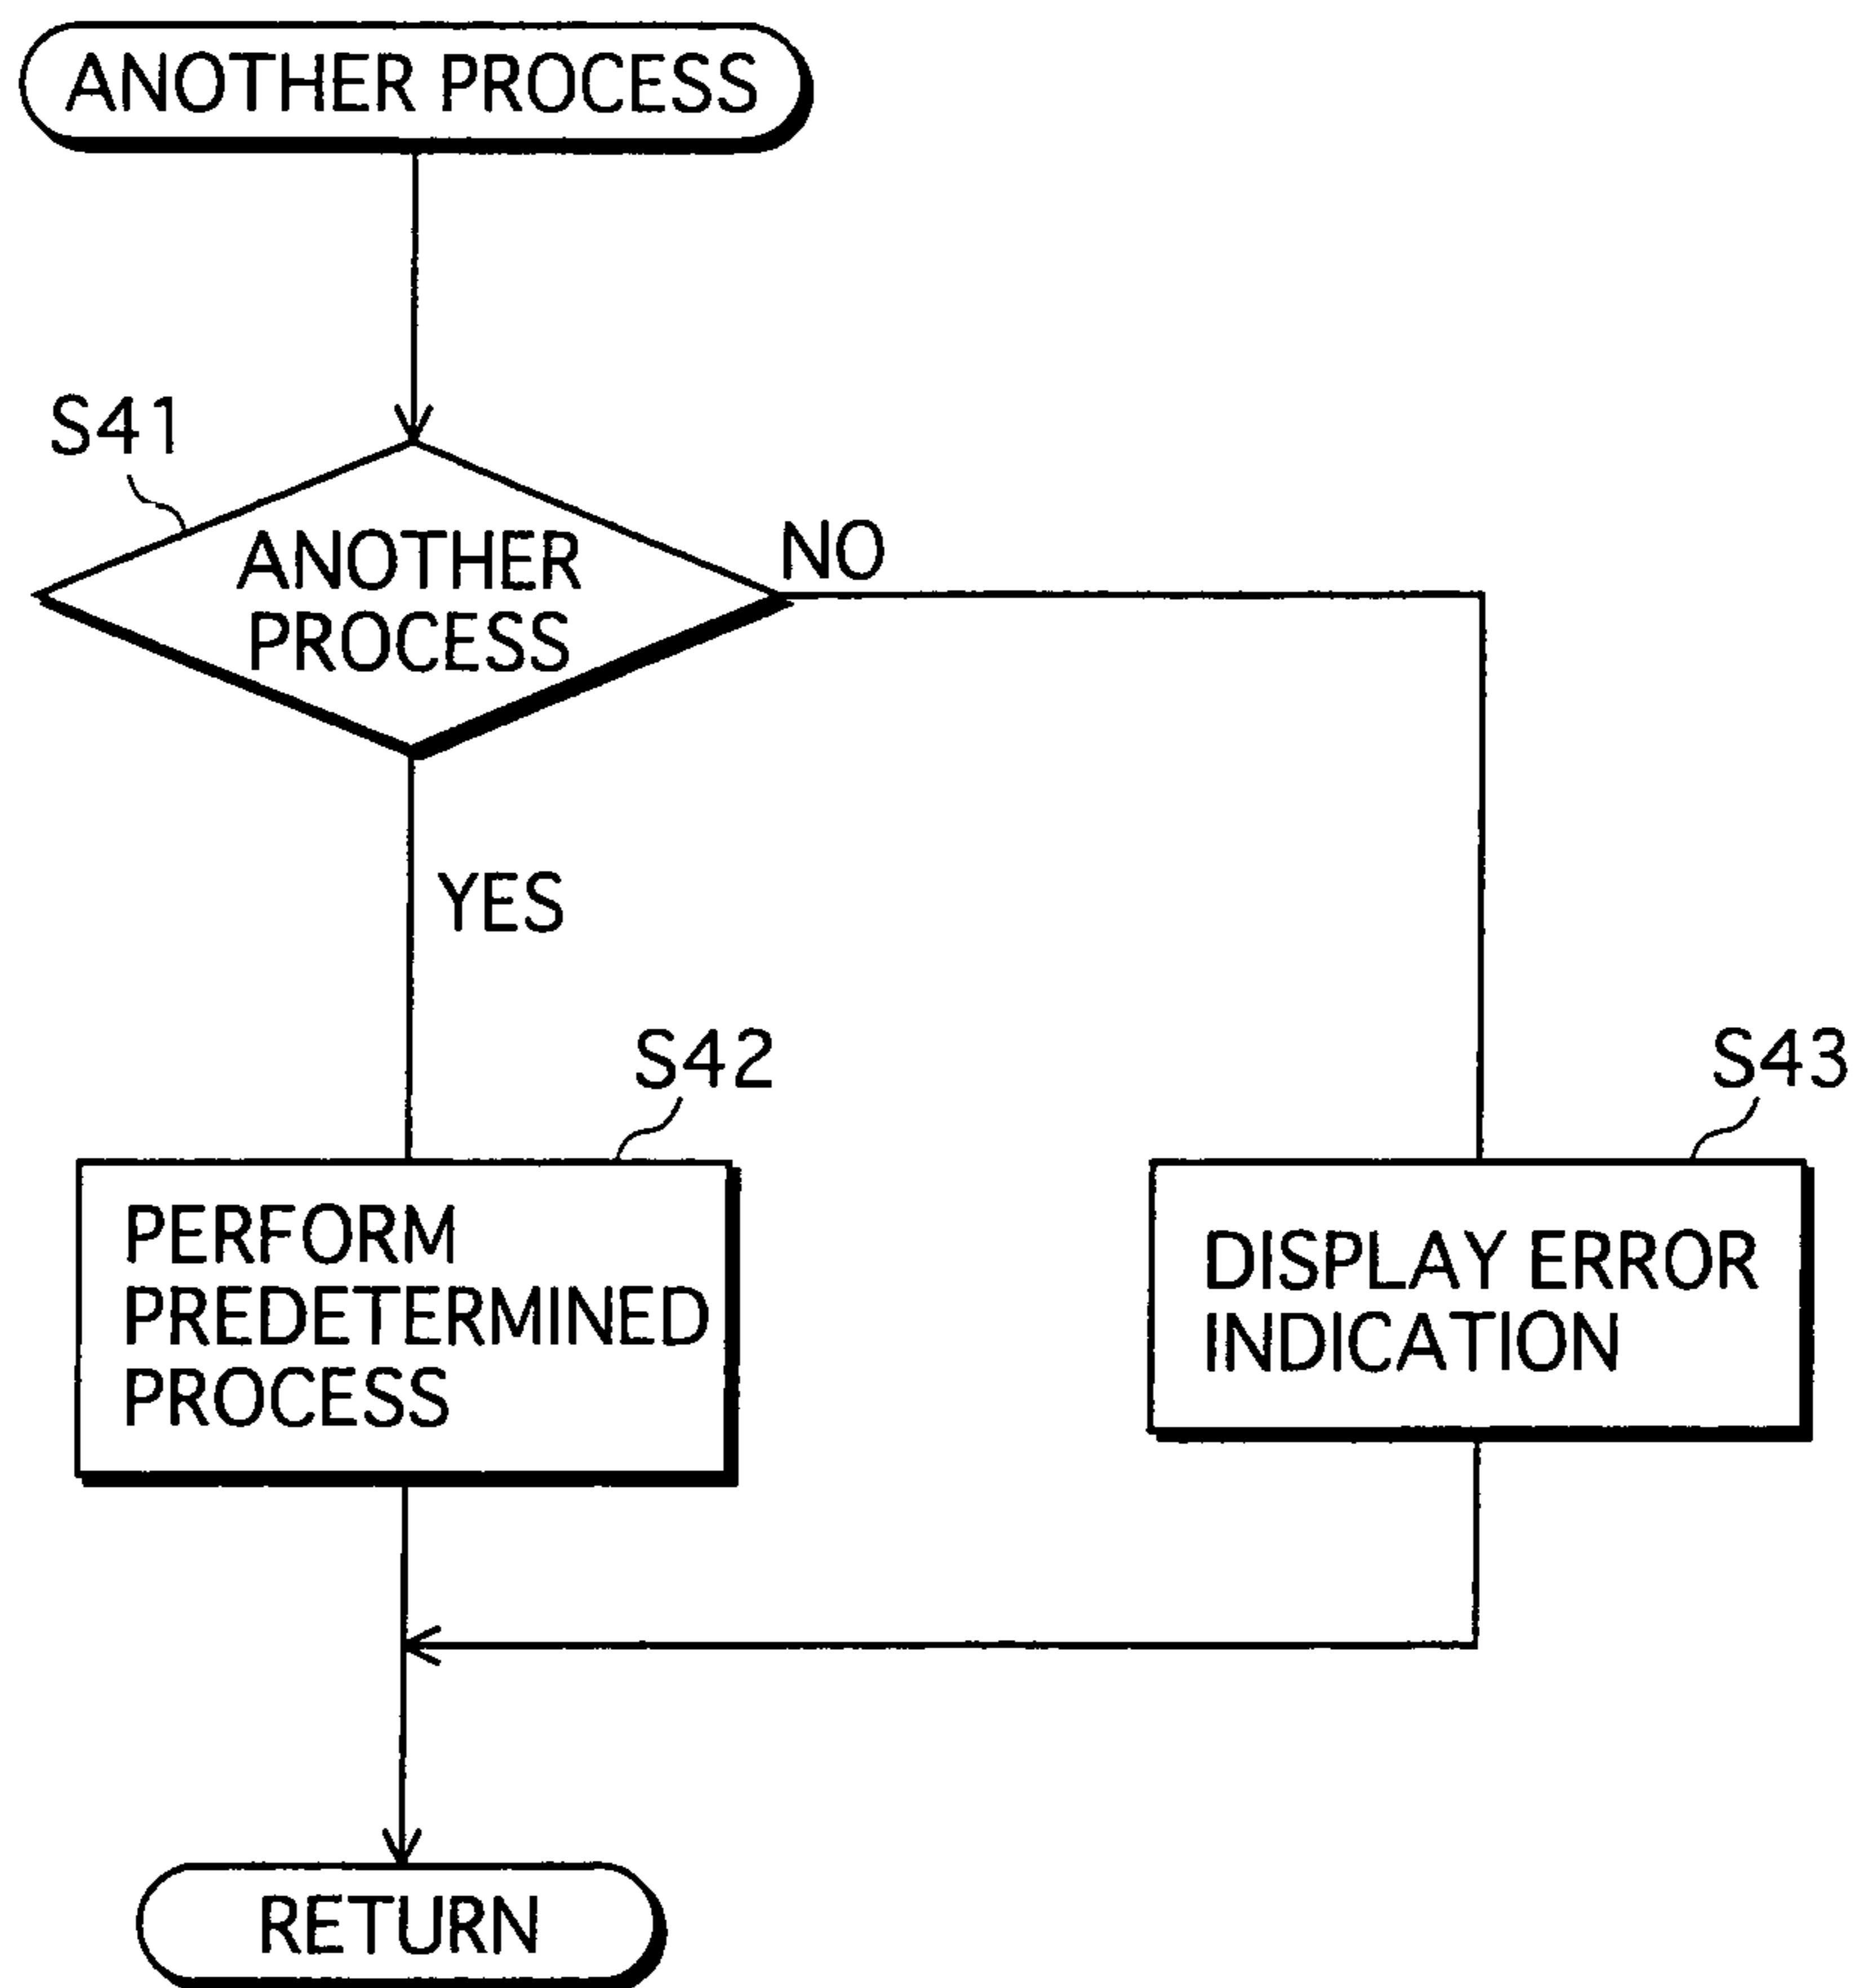 ANOTHER PROCESS
S41
ANOTHER
PROCESS
NO
YES
S42
S43
PERFORM
PREDETERMINED
PROCESS
DISPLAY ERROR
INDICATION
RETURN